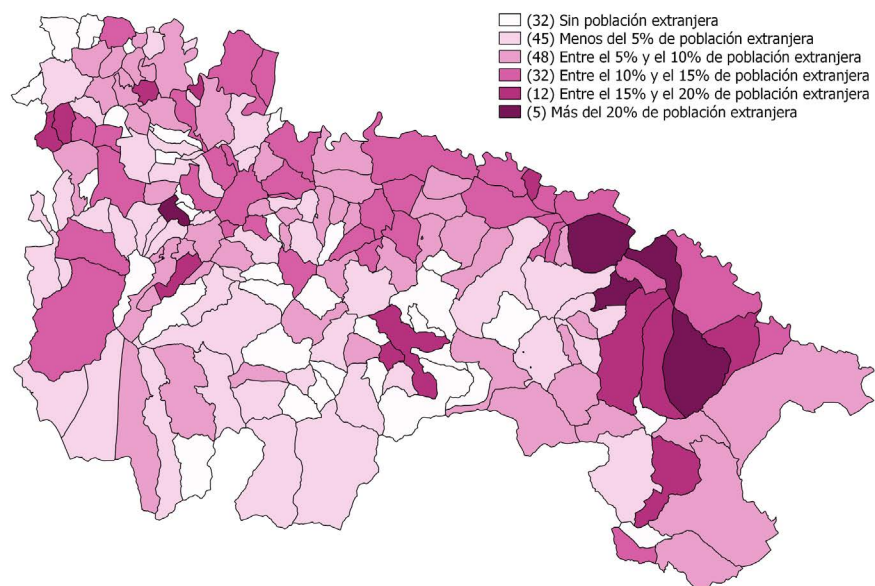 (32) Sin población extranjera
(45) Menos del 5% de población extranjera
(48) Entre el 5% y el 10% de población extranjera
(32) Entre el 10% y el 15% de población extranjera
(12) Entre el 15% y el 20% de población extranjera
(5) Más del 20% de población extranjera